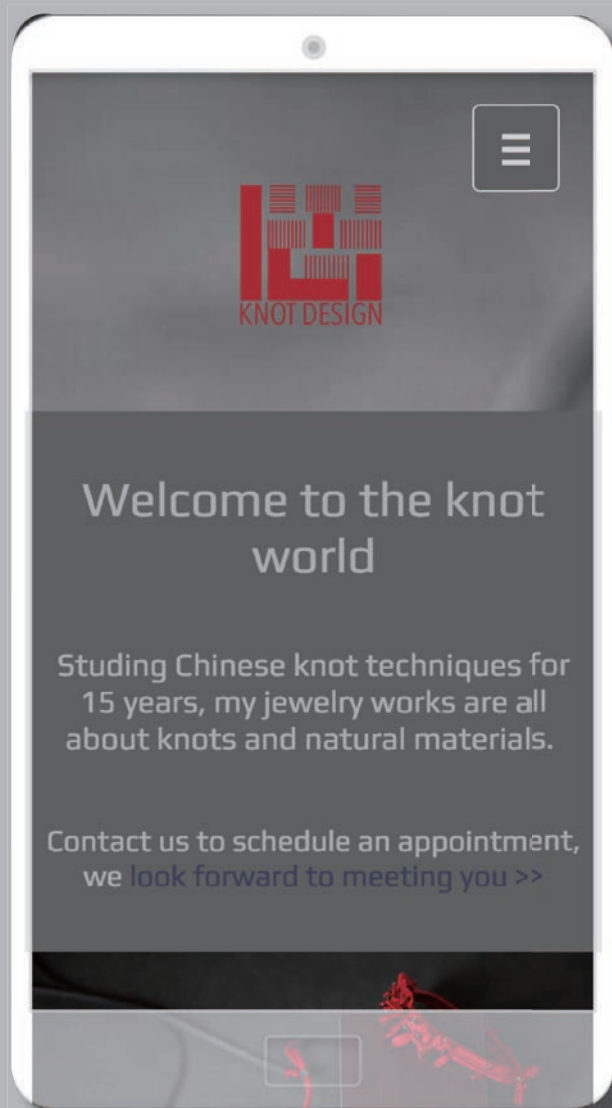 KNOT DESIGN
Welcome to the knot
world
Studing Chinese knot techniques for
15 years, my jewelry works are all
about knots and natural materials.
Contact us to schedule an appointment,
we look forward to meeting you >>